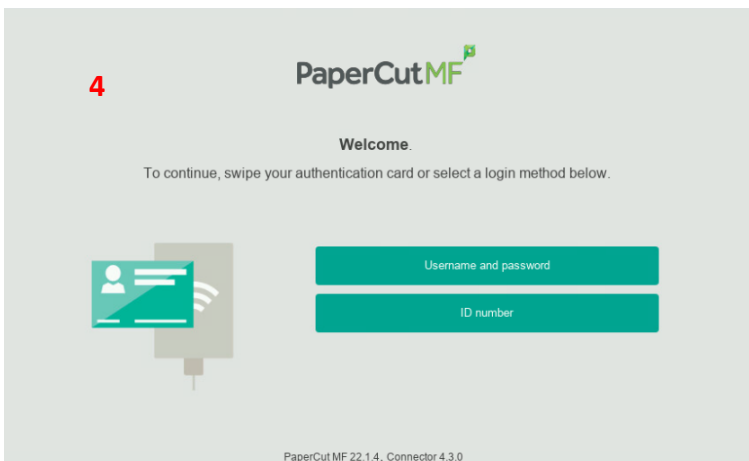 PaperCutMF
4
Welcome.
To continue, swipe your authentication card or select a login method below.
Username and password
ID number
PaperCut MF 22.1.4, Connector 4.3.0